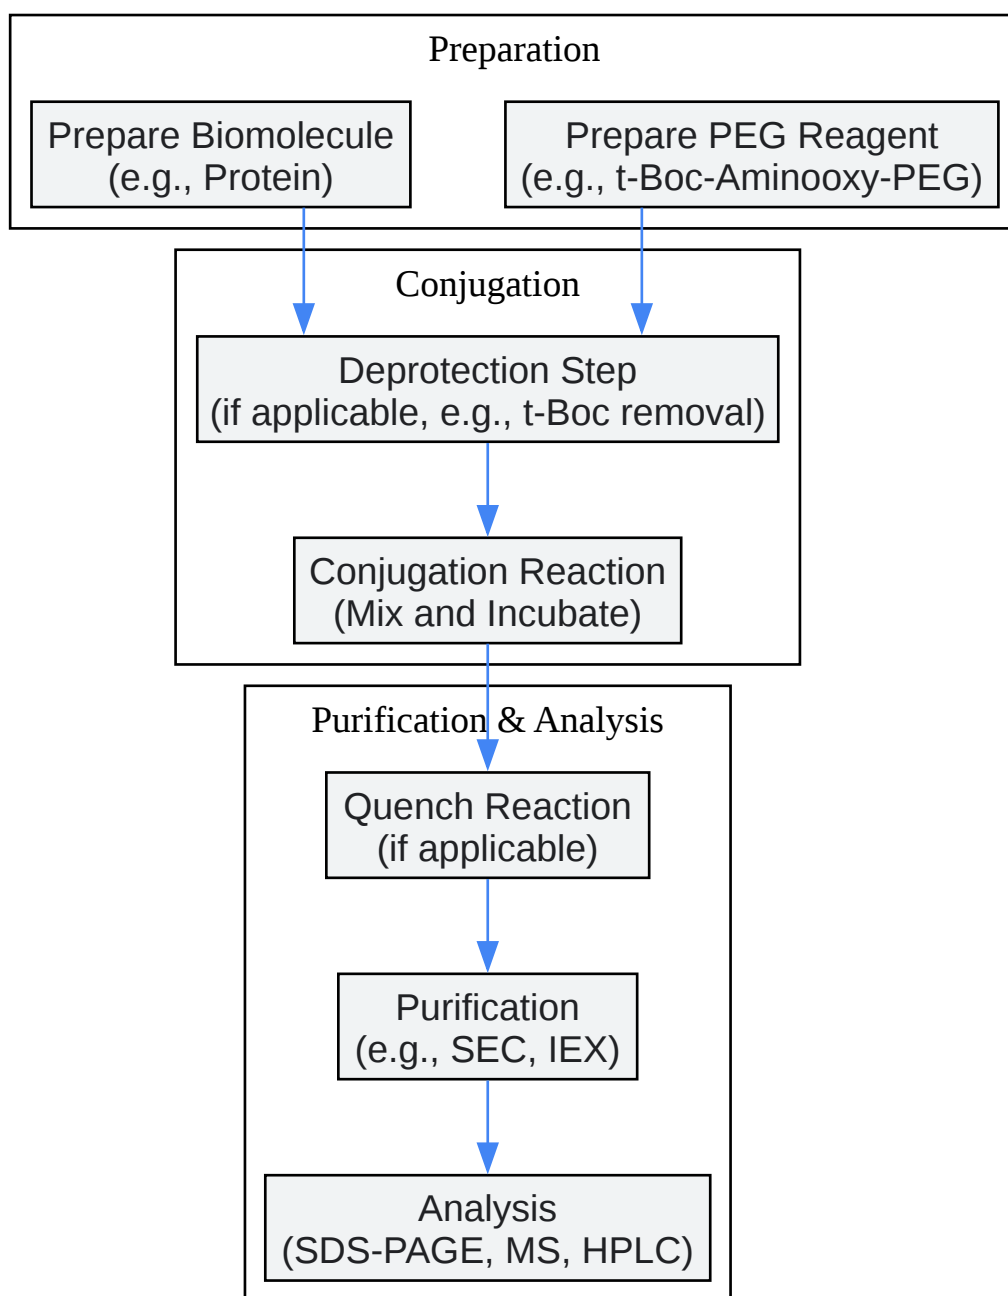 Preparation
Prepare Biomolecule
(e.g., Protein)
Prepare PEG Reagent
(e.g., t-Boc-Aminooxy-PEG)
Conjugation
Deprotection Step
(if applicable, e.g., t-Boc removal)
Conjugation Reaction
(Mix and Incubate)
Purification & Analysis
Quench Reaction
(if applicable)
Purification
(e.g., SEC, IEX)
Analysis
(SDS-PAGE, MS, HPLC)